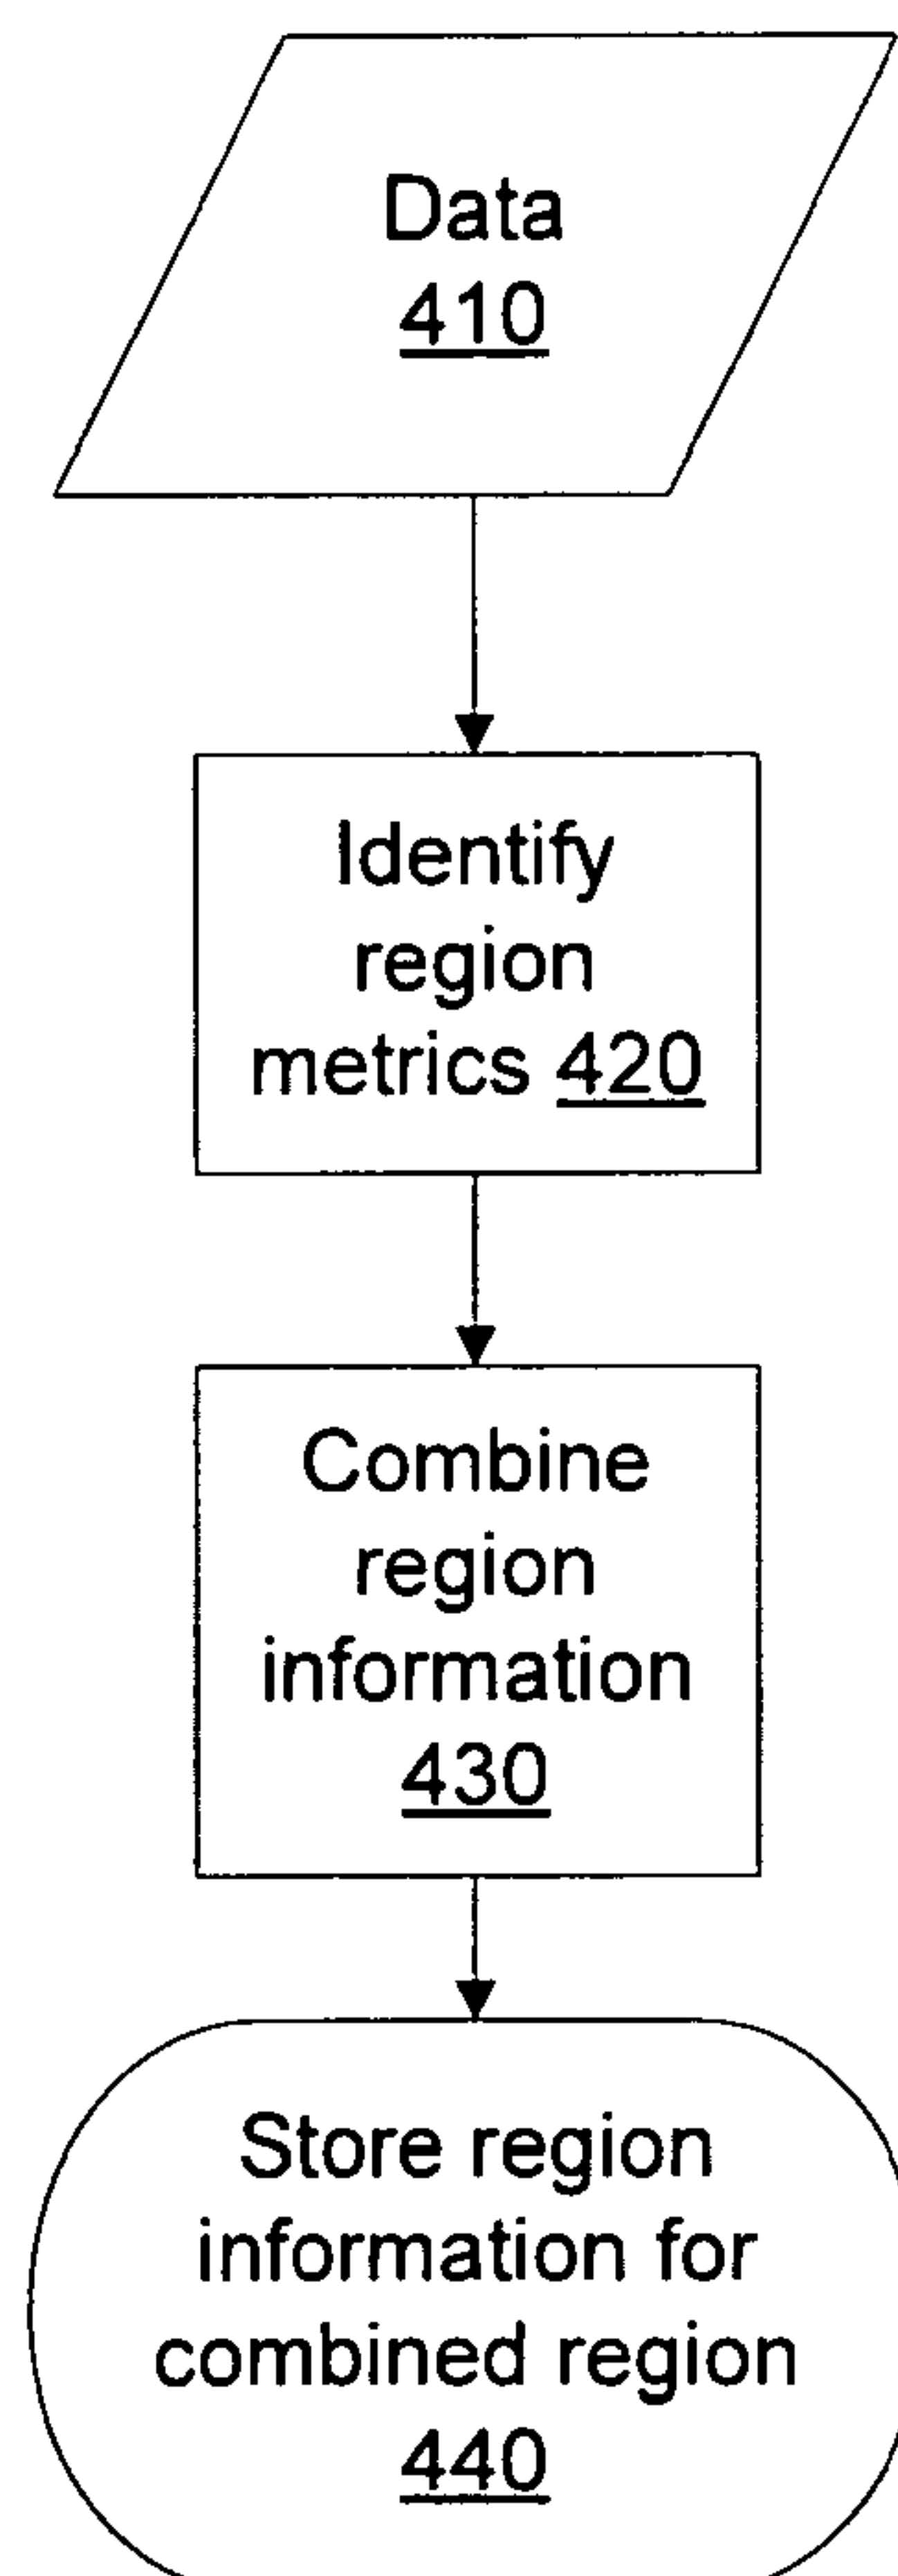 Data
410
Identify
region
metrics 420
Combine
region
information
430
Store region
information for
combined region
440